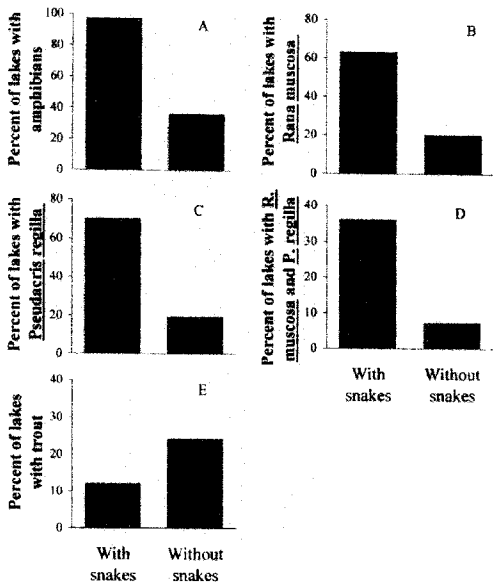 Percent of lakes with
amphibians
100
80
60
40
20
0
A
Percent of lakes with
Rana muscosa
80
60
40
20
0
B
Percent of lakes with
Pseudacris regilla
80
60
40
20
0
C
Percent of lakes with R.
muscosa and P. regilla
40
30
20
10
0
D
With
snakes
Without
snakes
Percent of lakes
with trout
40
30
20
10
0
E
With
snakes
Without
snakes